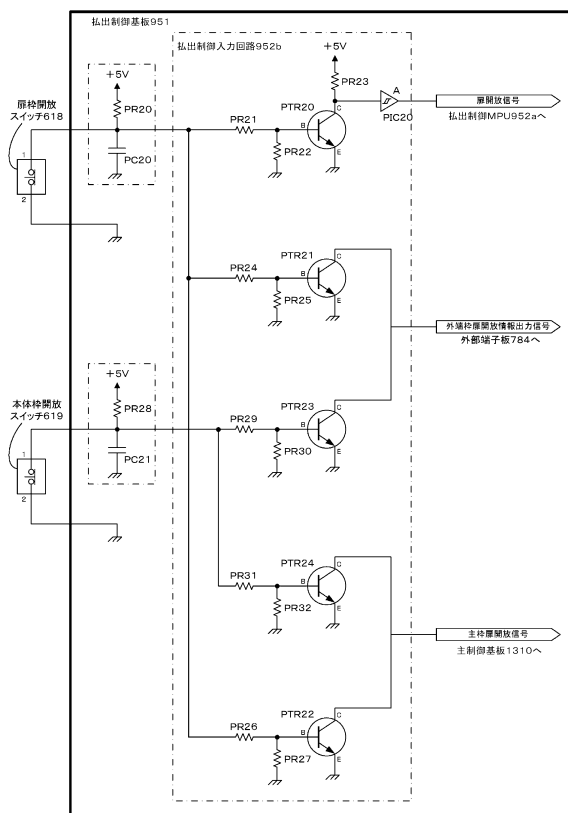 払出制御基板951
払出制御入力回路952b
+5V
PR20
PC20
扉枠開放
スイッチ618
1
2
+5V
PR23
PTR20
C
B
E
PR21
PR22
A
PIC20
扉開放信号
払出制御MPU952aへ
PTR21
C
B
E
PR24
PR25
外端枠扉開放情報出力信号
外部端子板784へ
+5V
PR28
PC21
本体枠開放
スイッチ619
1
2
PTR23
C
B
E
PR29
PR30
PTR24
C
B
E
PR31
PR32
主枠扉開放信号
主制御基板1310へ
PTR22
C
B
E
PR26
PR27